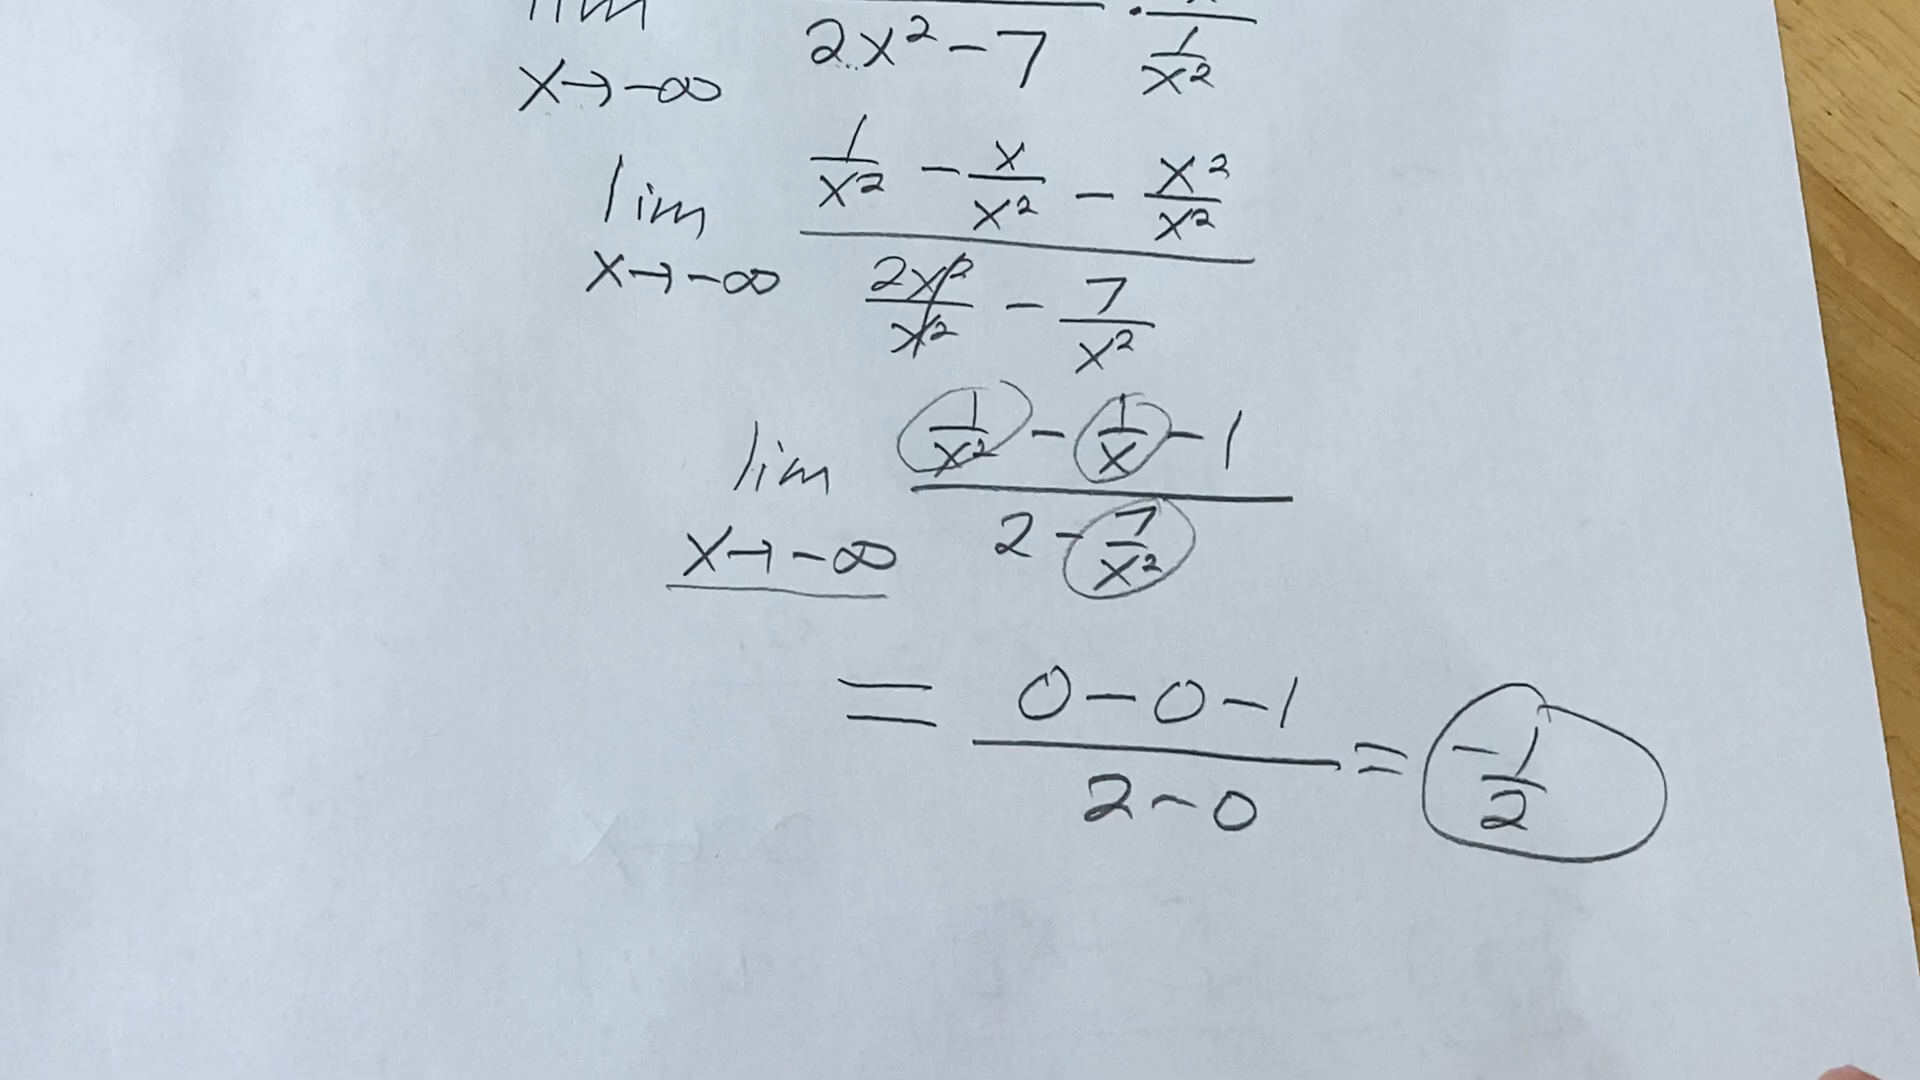 lim x→-∞ 2x² - 7 · 1/x²
lim x→-∞ (1/x² - x/x² - x²/x²) / (2x²/x² - 7/x²)
lim x→-∞ (1/x² - 1/x - 1) / (2 - 7/x²)
= (0 - 0 - 1) / (2 - 0) = -1/2